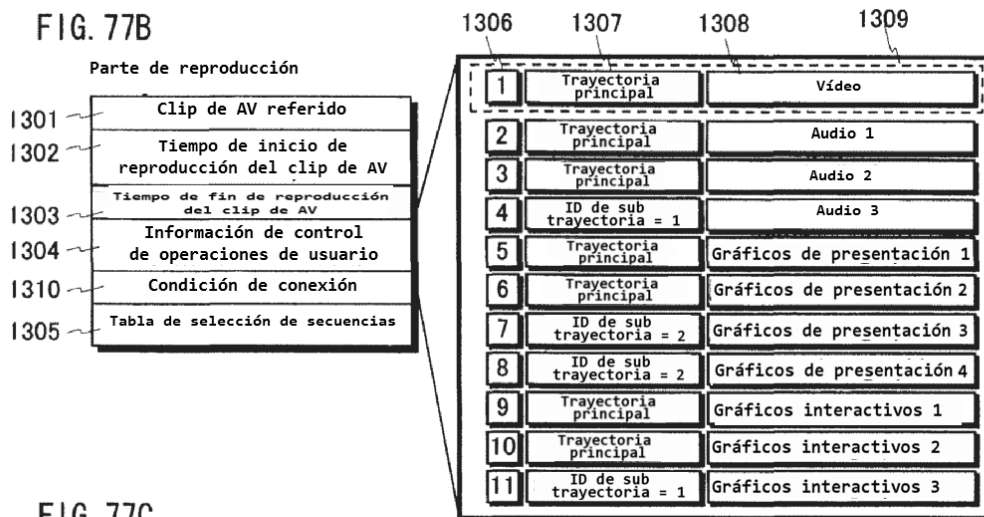 FIG. 77B
Parte de reproducción
1301
Clip de AV referido
1302
Tiempo de inicio de
reproducción del clip de AV
1303
Tiempo de fin de reproducción
del clip de AV
1304
Información de control
de operaciones de usuario
1310
Condición de conexión
1305
Tabla de selección de secuencias
1306 1307 1308 1309
1 Trayectoria
principal
Vídeo
2 Trayectoria
principal
Audio 1
3 Trayectoria
principal
Audio 2
4 ID de sub
trayectoria = 1
Audio 3
5 Trayectoria
principal
Gráficos de presentación 1
6 Trayectoria
principal
Gráficos de presentación 2
7 ID de sub
trayectoria = 2
Gráficos de presentación 3
8 ID de sub
trayectoria = 2
Gráficos de presentación 4
9 Trayectoria
principal
Gráficos interactivos 1
10 Trayectoria
principal
Gráficos interactivos 2
11 ID de sub
trayectoria = 1
Gráficos interactivos 3
FIG. 77C